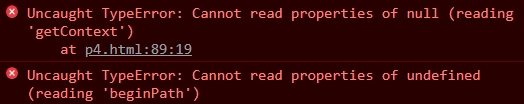 Uncaught TypeError: Cannot read properties of null (reading
'getContext')
at p4.html:89:19
Uncaught TypeError: Cannot read properties of undefined
(reading 'beginPath')